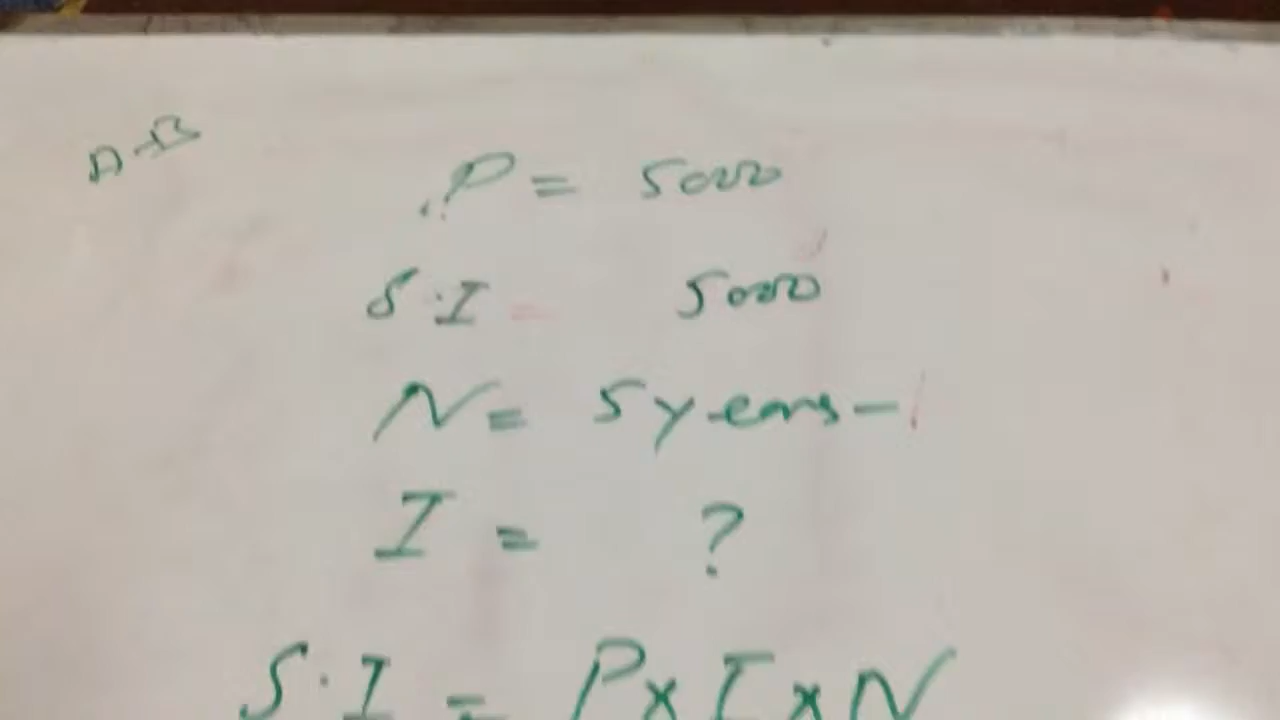 A-B
P = 5000
S.I = 5000
N = 5 years -
I = ?
S.I = P x I x N